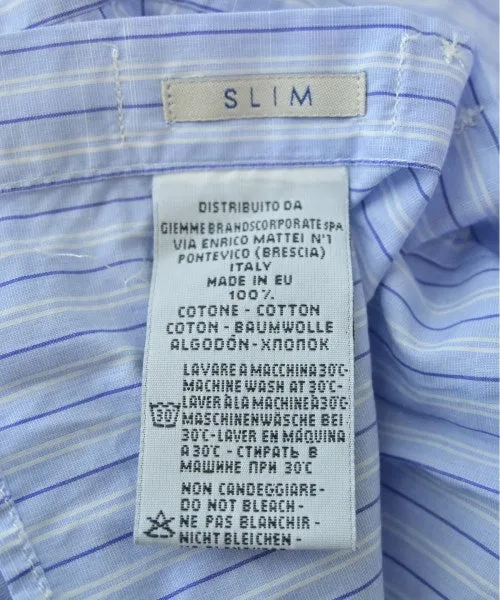 SLIM
DISTRIBUITO DA
GIEMME BRANDSCORPORATE SPA
VIA ENRICO MATTEI N°1
PONTEVICO (BRESCIA)
ITALY
MADE IN EU
100%
COTONE - COTTON
COTON - BAUMWOLLE
ALGODÓN - ХЛОПОК
LAVARE A MACCHINA 30°C-
MACHINE WASH AT 30°C-
LAVER À LA MACHINE À 30°C-
30
MASCHINENWÄSCHE BEI
30°C-LAVER EN MÁQUINA
A 30°C - СТИРАТЬ В
МАШИНЕ ПРИ 30°C
NON CANDEGGIARE -
DO NOT BLEACH -
NE PAS BLANCHIR -
NICHT BLEICHEN -